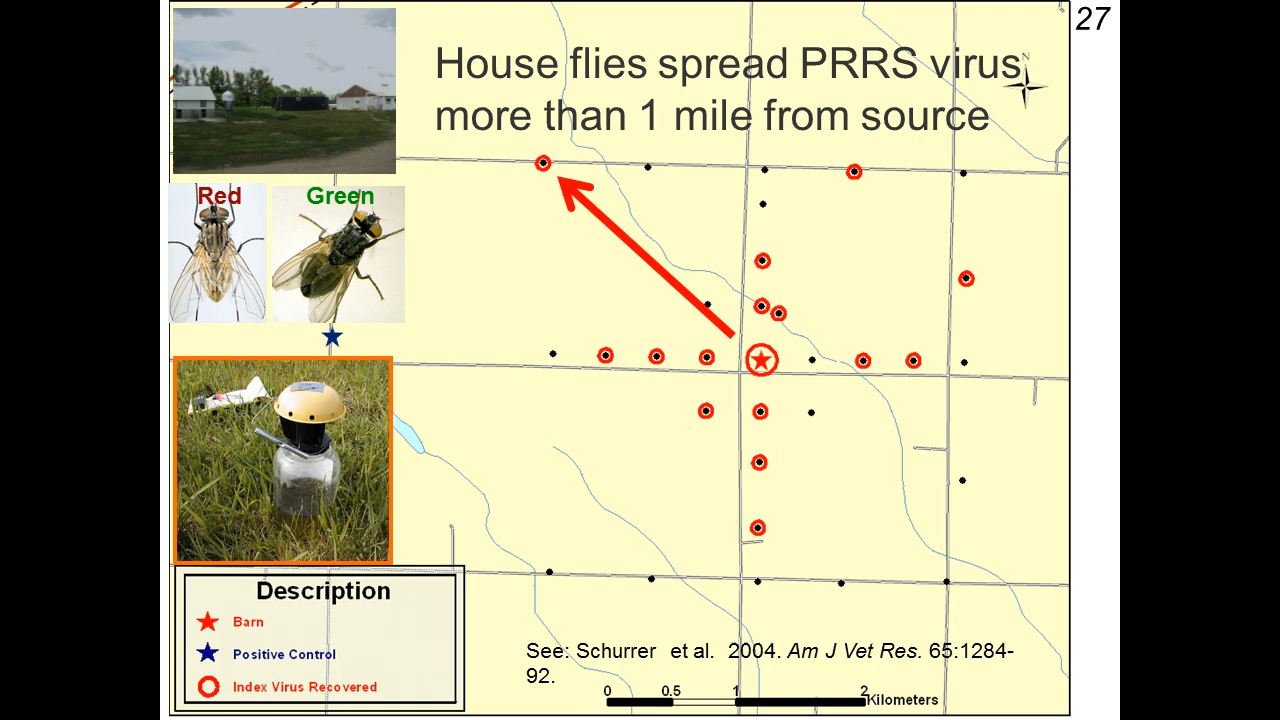 27
House flies spread PRRS virus
more than 1 mile from source
N
Red
Green
Description
Barn
Positive Control
Index Virus Recovered
See: Schurrer et al. 2004. Am J Vet Res. 65:1284-
92.
0 0.5 1 2
Kilometers